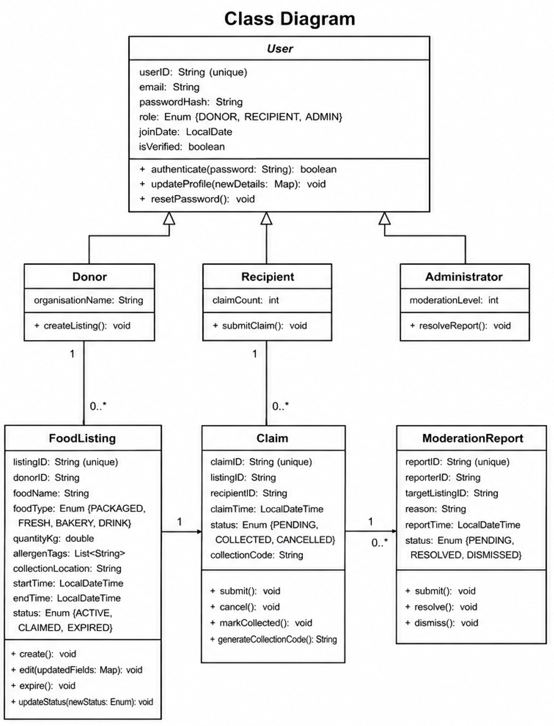 Class Diagram
User
userID: String (unique)
email: String
passwordHash: String
role: Enum {DONOR, RECIPIENT, ADMIN}
joinDate: LocalDate
isVerified: boolean
+ authenticate(password: String): boolean
+ updateProfile(newDetails: Map): void
+ resetPassword(): void
Donor
organisationName: String
+ createListing(): void
Recipient
claimCount: int
+ submitClaim(): void
Administrator
moderationLevel: int
+ resolveReport(): void
1
1
0..*
0..*
FoodListing
listingID: String (unique)
donorID: String
foodName: String
foodType: Enum {PACKAGED,
FRESH, BAKERY, DRINK}
quantityKg: double
allergenTags: List<String>
collectionLocation: String
startTime: LocalDateTime
endTime: LocalDateTime
status: Enum {ACTIVE,
CLAIMED, EXPIRED}
+ create(): void
+ edit(updatedFields: Map): void
+ expire(): void
+ updateStatus(newStatus: Enum): void
1
Claim
claimID: String (unique)
listingID: String
recipientID: String
claimTime: LocalDateTime
status: Enum {PENDING,
COLLECTED, CANCELLED}
collectionCode: String
+ submit(): void
+ cancel(): void
+ markCollected(): void
+ generateCollectionCode(): String
1
0..*
ModerationReport
reportID: String (unique)
reporterID: String
targetListingID: String
reason: String
reportTime: LocalDateTime
status: Enum {PENDING,
RESOLVED, DISMISSED}
+ submit(): void
+ resolve(): void
+ dismiss(): void